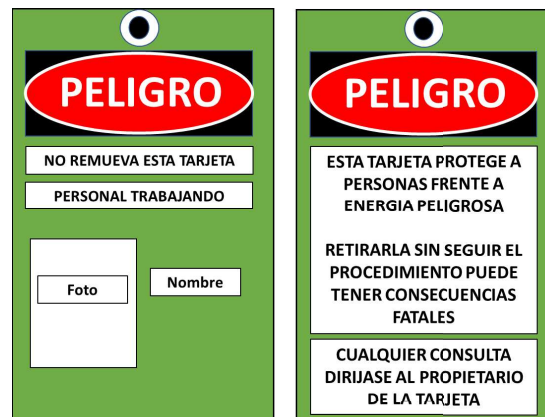 PELIGRO
NO REMUEVA ESTA TARJETA
PERSONAL TRABAJANDO
Foto
Nombre
PELIGRO
ESTA TARJETA PROTEGE A
PERSONAS FRENTE A
ENERGIA PELIGROSA
RETIRARLA SIN SEGUIR EL
PROCEDIMIENTO PUEDE
TENER CONSECUENCIAS
FATALES
CUALQUIER CONSULTA
DIRIJASE AL PROPIETARIO
DE LA TARJETA